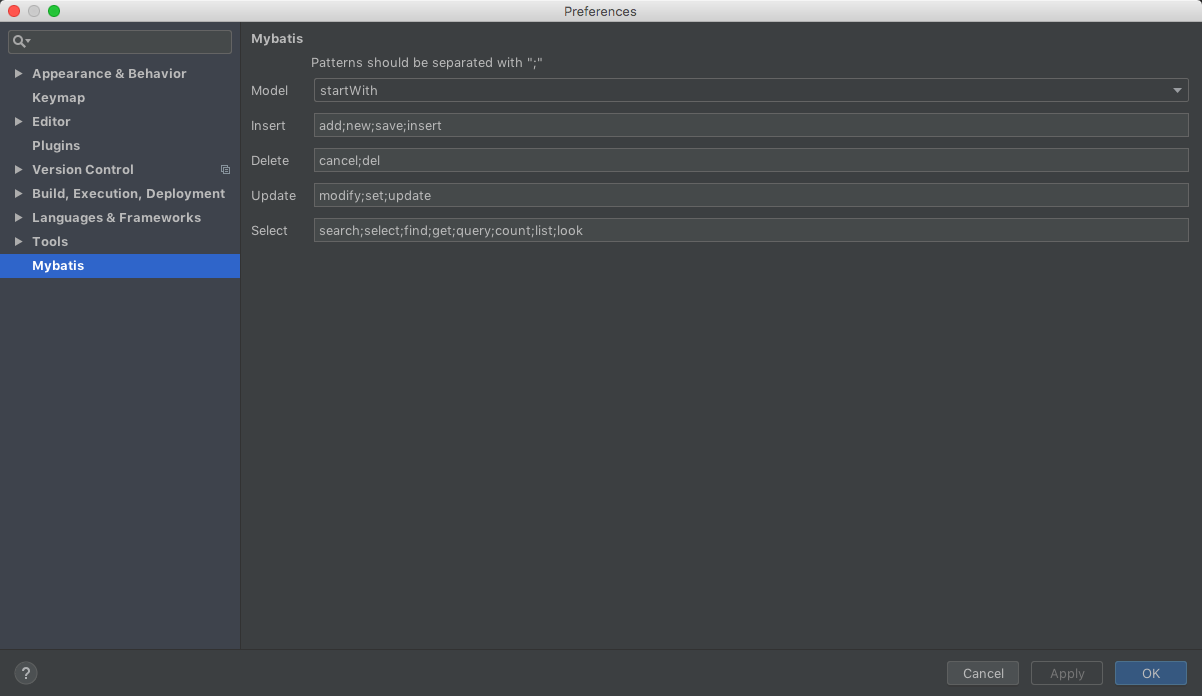 Preferences
Appearance & Behavior
Keymap
Editor
Plugins
Version Control
Build, Execution, Deployment
Languages & Frameworks
Tools
Mybatis
Mybatis
Patterns should be separated with ";"
Model startWith
Insert add;new;save;insert
Delete cancel;del
Update modify;set;update
Select search;select;find;get;query;count;list;look
? Cancel Apply OK